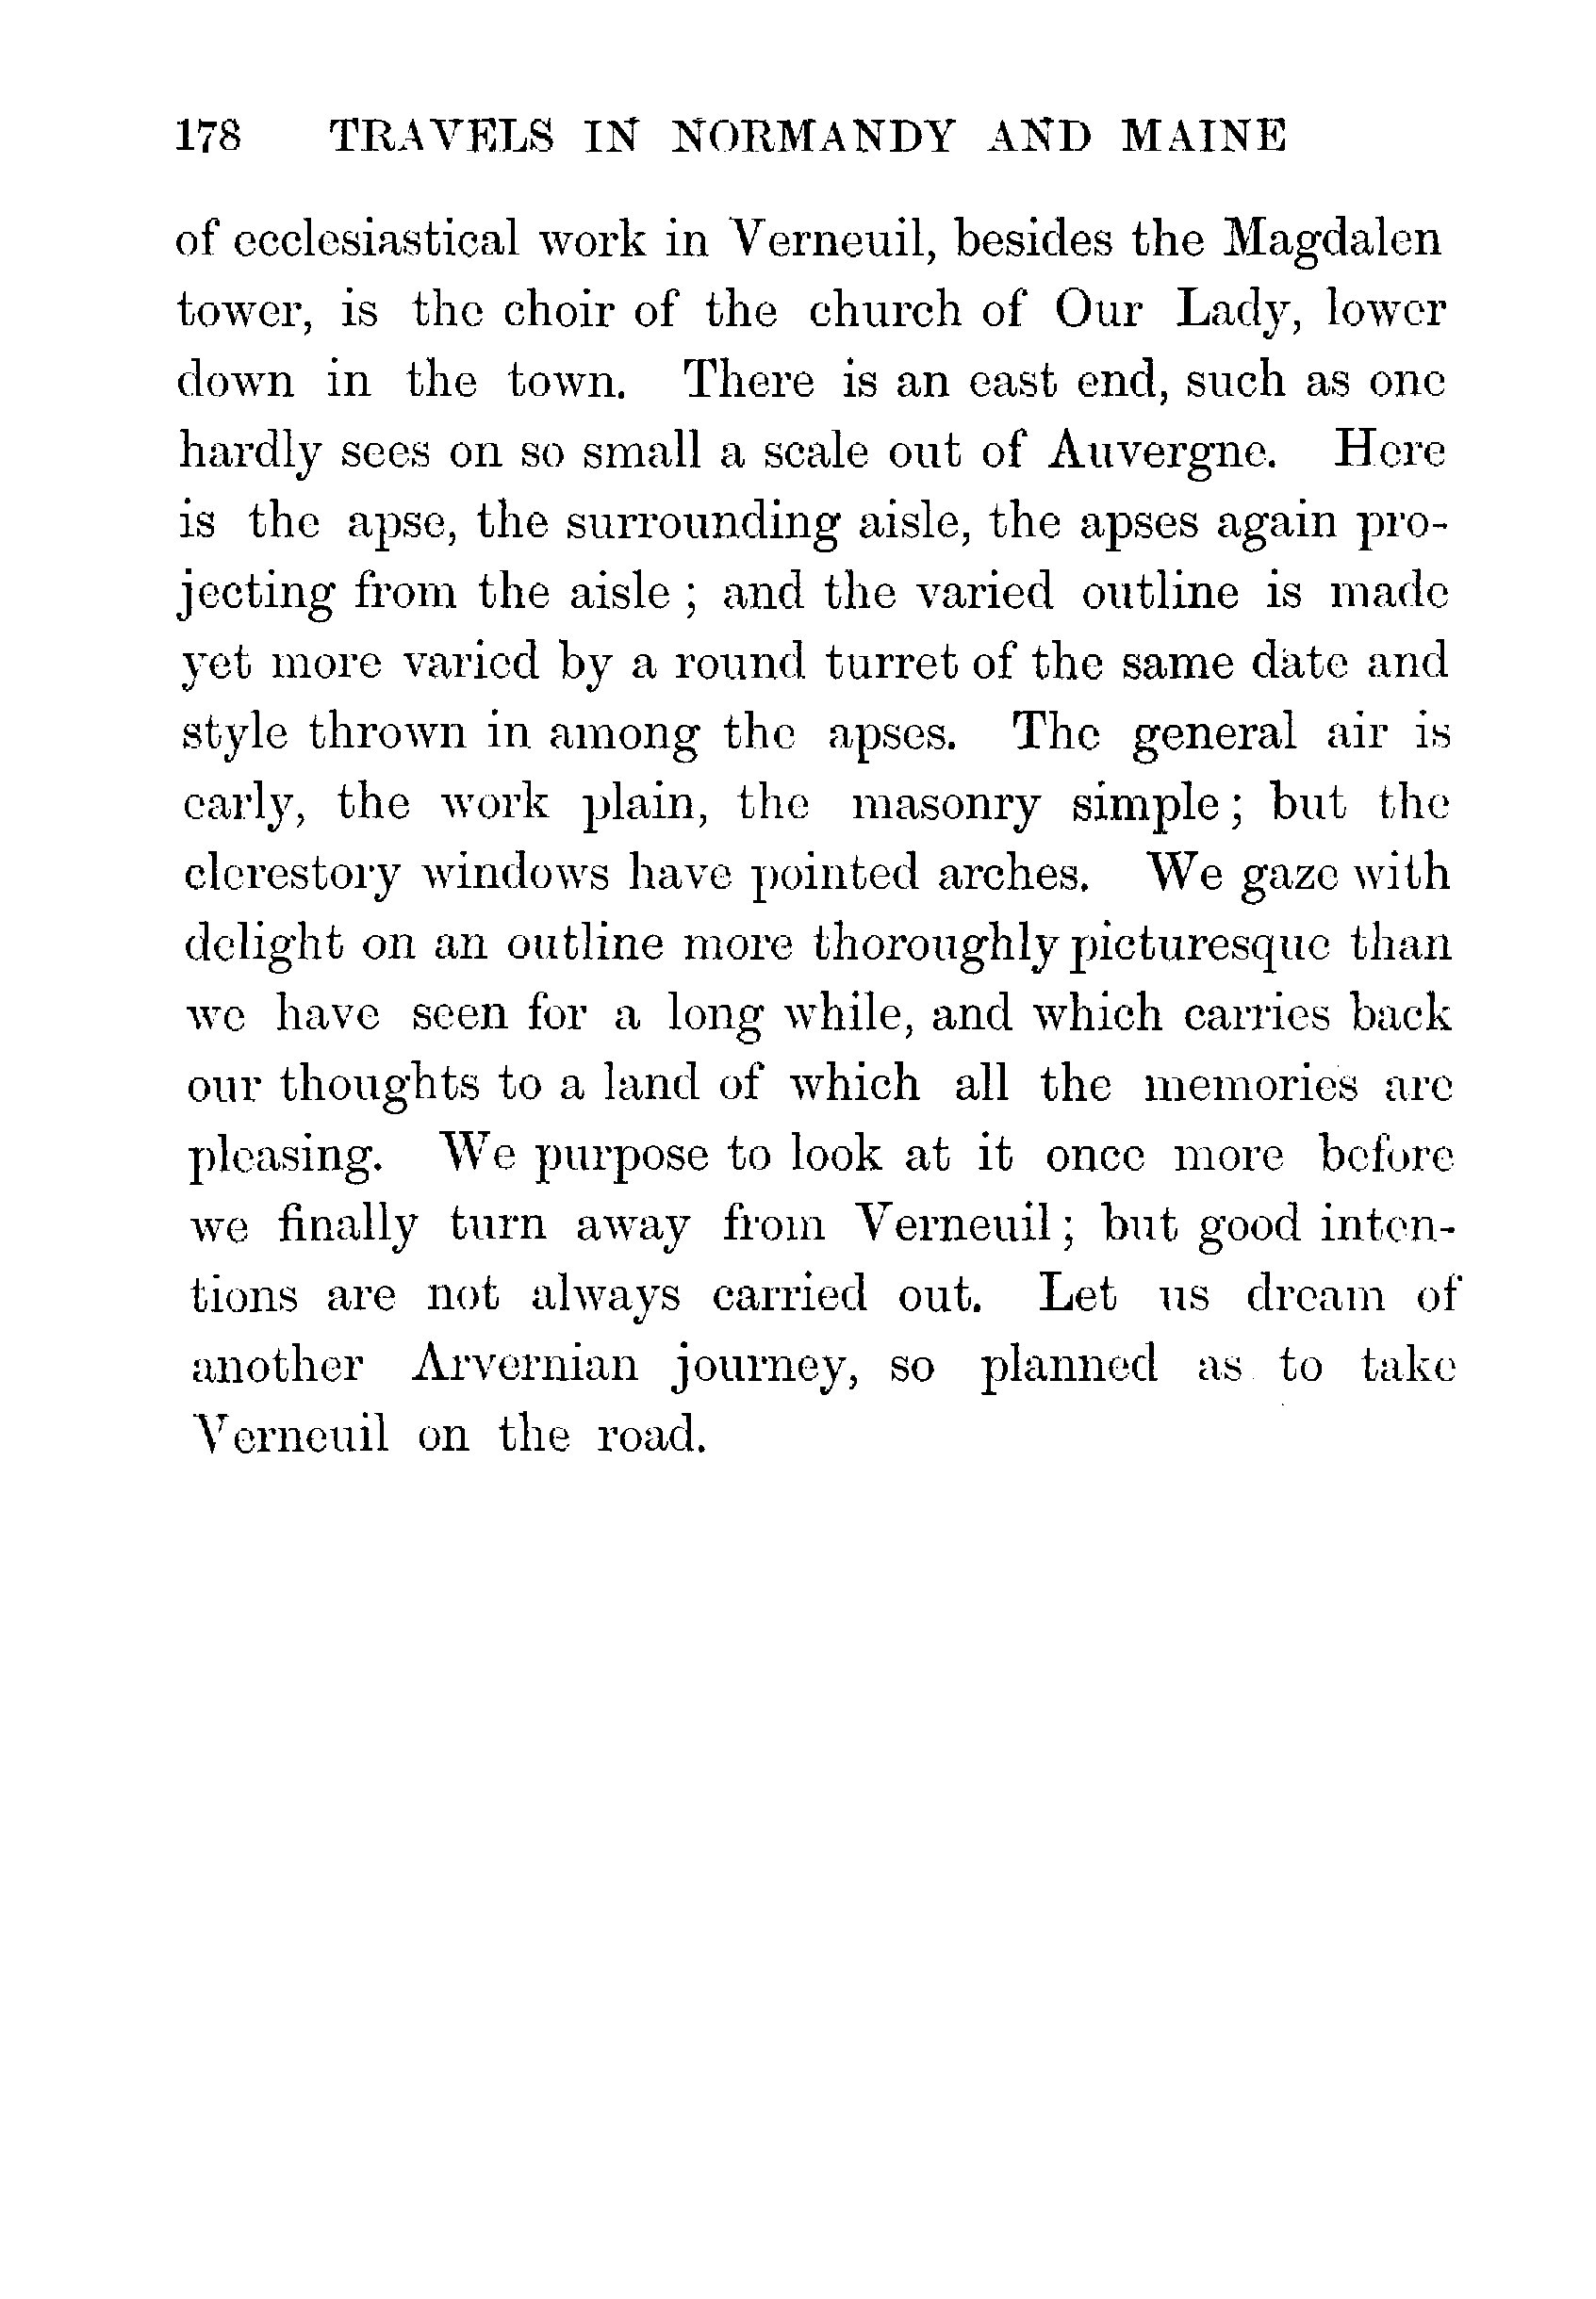 178 TRAVELS IN NORMANDY AND MAINE
of ecclesiastical work in Verneuil, besides the Magdalen
tower, is the choir of the church of Our Lady, lower
down in the town. There is an east end, such as one
hardly sees on so small a scale out of Auvergne. Here
is the apse, the surrounding aisle, the apses again pro-
jecting from the aisle; and the varied outline is made
yet more varied by a round turret of the same date and
style thrown in among the apses. The general air is
early, the work plain, the masonry simple; but the
clerestory windows have pointed arches. We gaze with
delight on an outline more thoroughly picturesque than
we have seen for a long while, and which carries back
our thoughts to a land of which all the memories are
pleasing. We purpose to look at it once more before
we finally turn away from Verneuil; but good inten-
tions are not always carried out. Let us dream of
another Arvernian journey, so planned as to take
Verneuil on the road.